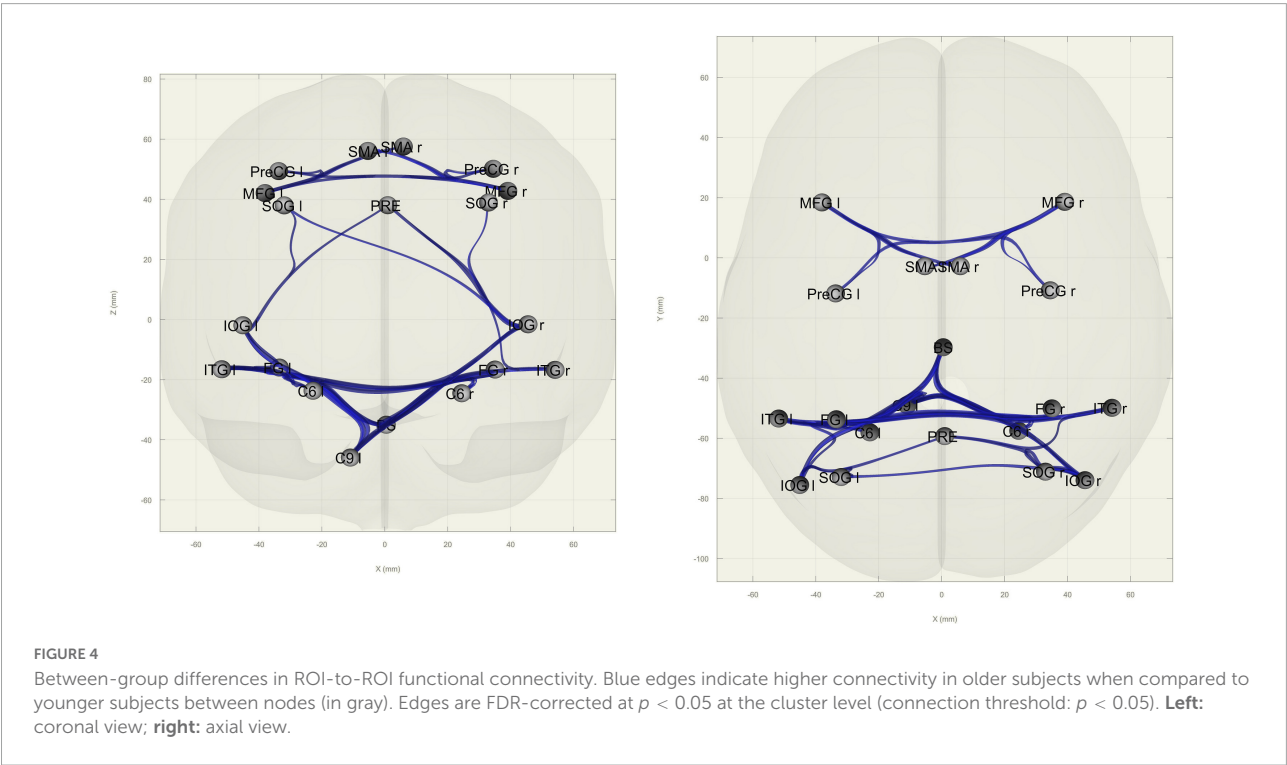 80
60
40
20
0
-20
-40
-60
Z (mm)
-60 -40 -20 0 20 40 60
X (mm)
SMA r
PreCG l
PreCG r
MFG l
MFG r
SOG l
PRE
SOG r
IOG l
IOG r
ITG l
FG l
FG r
ITG r
C6 l
C6 r
C9 l
60
40
20
0
-20
-40
-60
-80
-100
Y (mm)
-60 -40 -20 0 20 40 60
X (mm)
MFG l
MFG r
SMA r
PreCG l
PreCG r
BS
C9 l
ITG l
FG l
FG r
ITG r
C6 l
C6 r
PRE
SOG l
SOG r
IOG l
IOG r
FIGURE 4
Between-group differences in ROI-to-ROI functional connectivity. Blue edges indicate higher connectivity in older subjects when compared to
younger subjects between nodes (in gray). Edges are FDR-corrected at p < 0.05 at the cluster level (connection threshold: p < 0.05). Left:
coronal view; right: axial view.